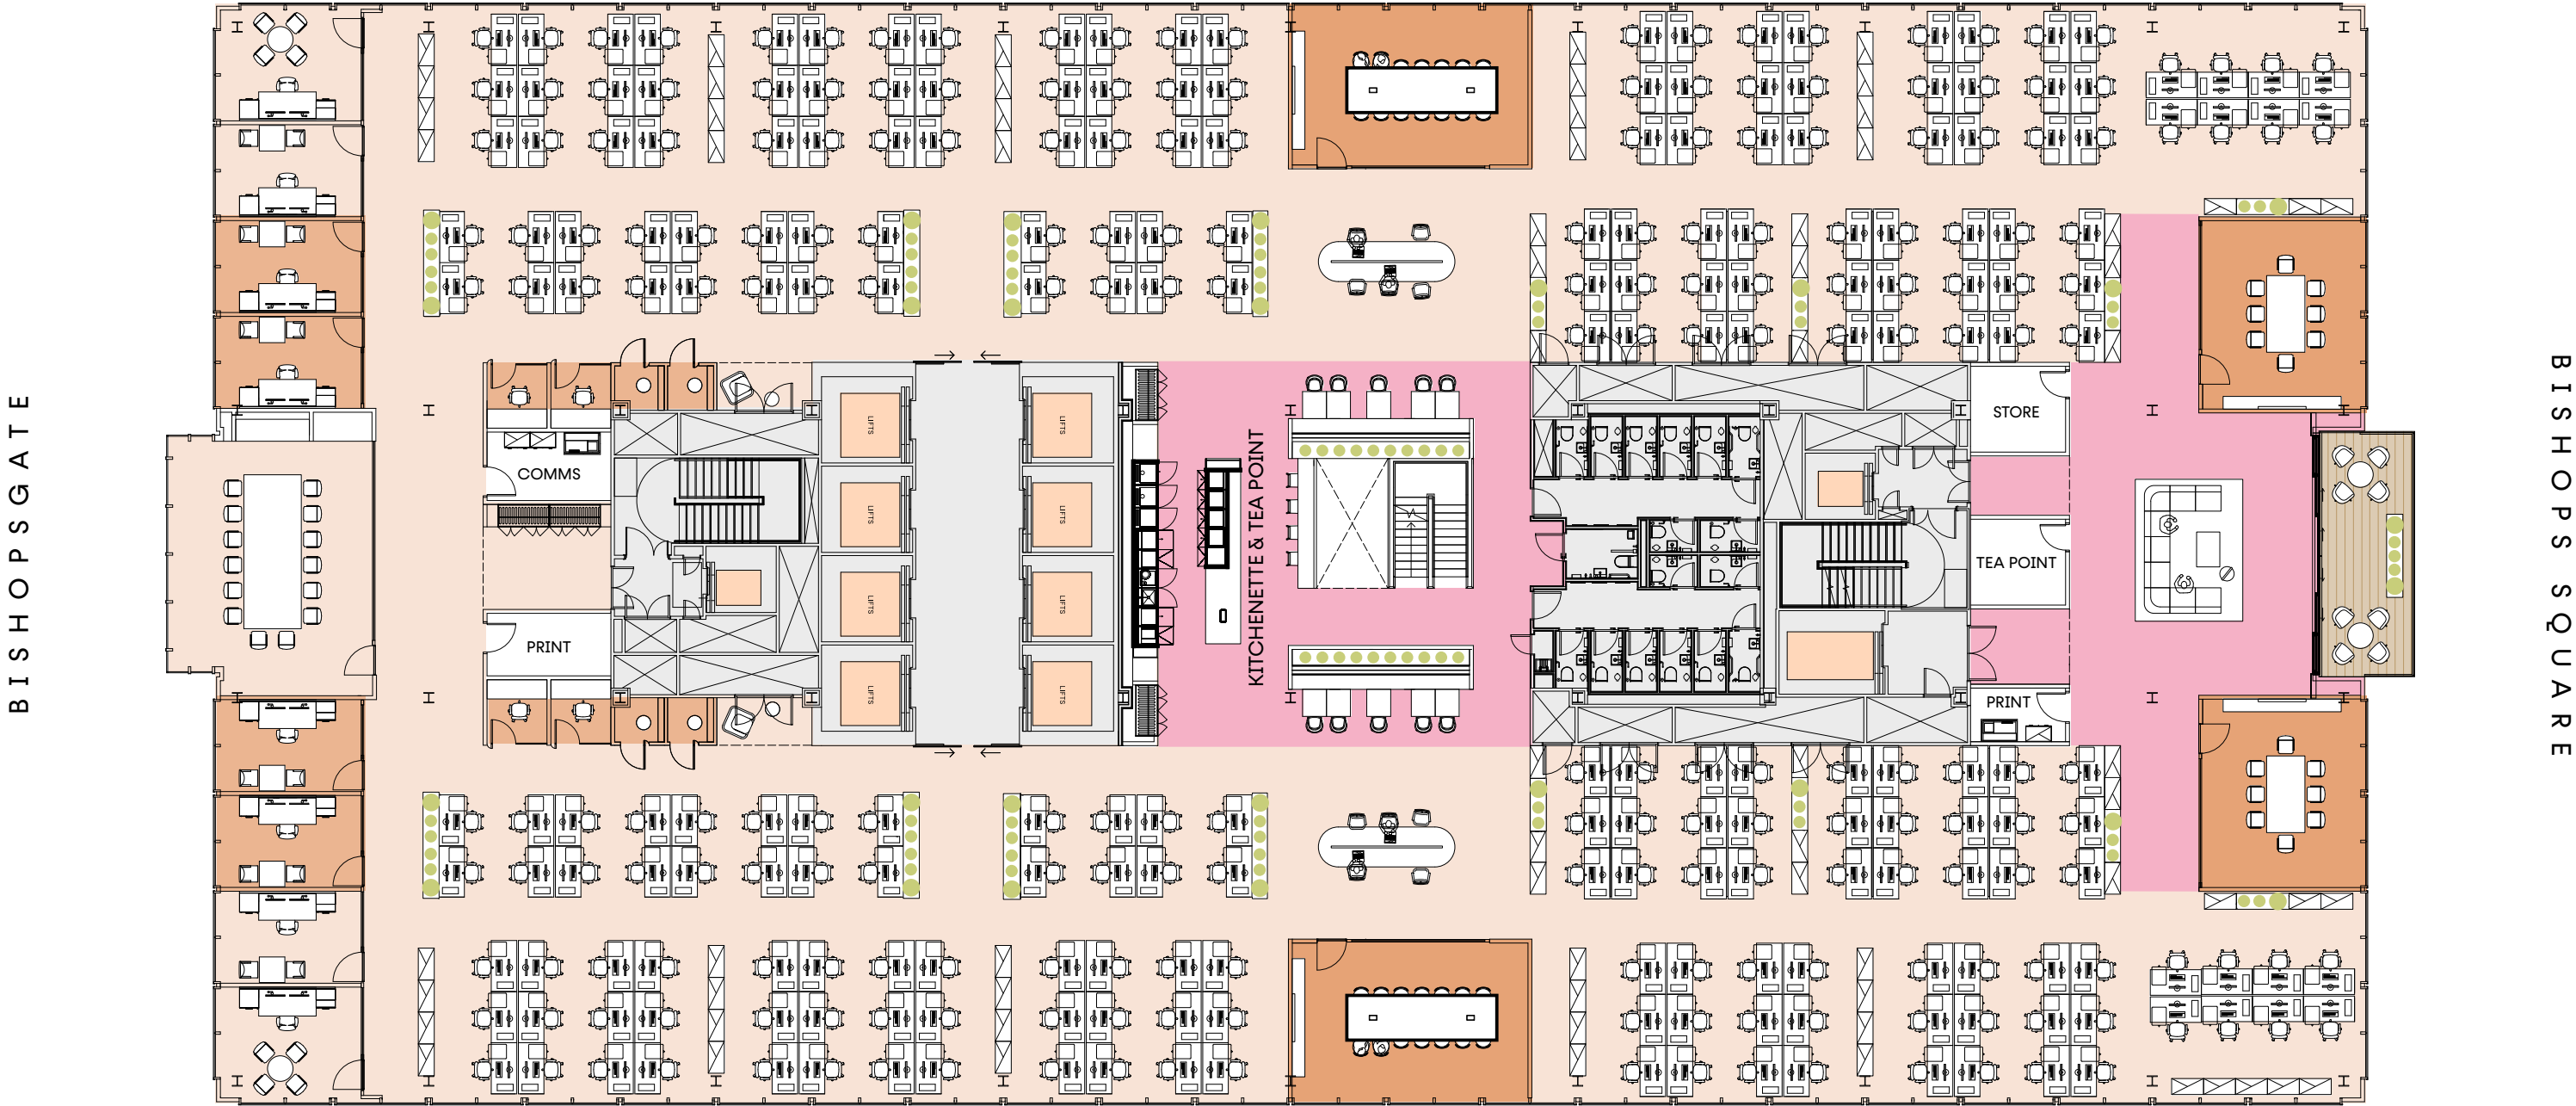 BISHOPSGATE
COMMS
PRINT
LIFTS
LIFTS
LIFTS
LIFTS
LIFTS
LIFTS
LIFTS
LIFTS
KITCHENETTE & TEA POINT
STORE
TEA POINT
PRINT
BISHOPS SQUARE